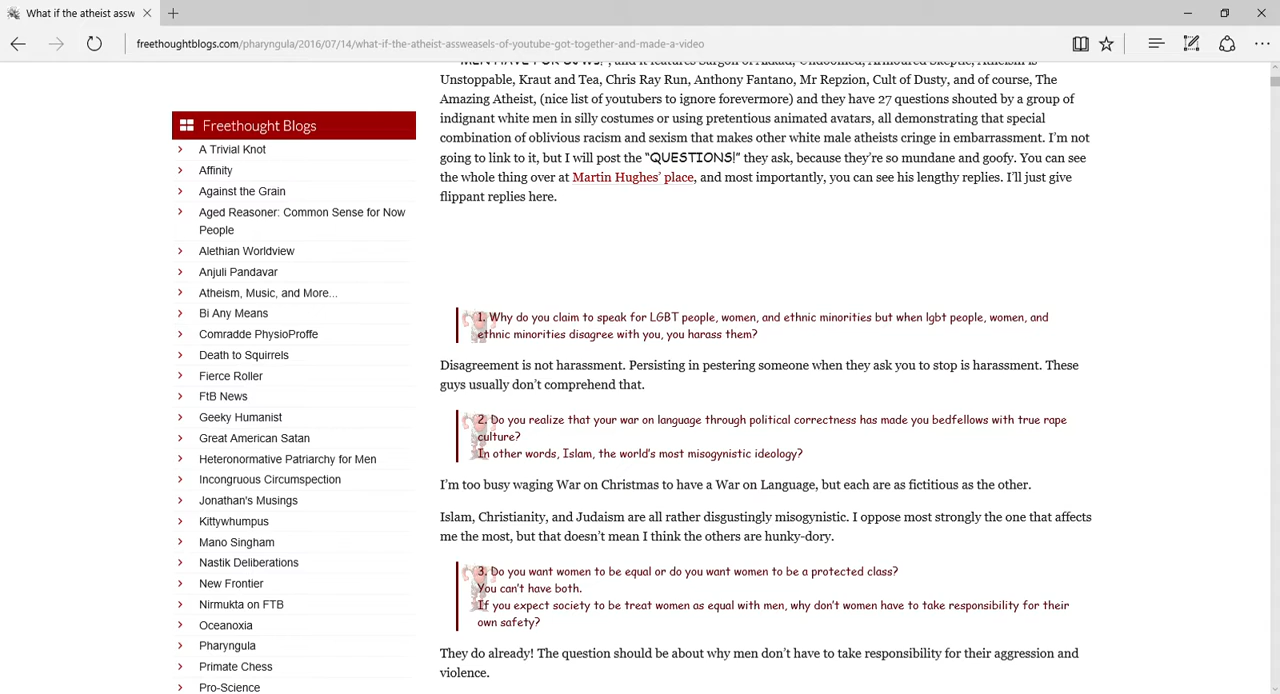 What if the atheist assw
freethoughtblogs.com/pharyngula/2016/07/14/what-if-the-atheist-assweasels-of-youtube-got-together-and-made-a-video
Freethought Blogs
A Trivial Knot
Affinity
Against the Grain
Aged Reasoner: Common Sense for Now
People
Alethian Worldview
Anjuli Pandavar
Atheism, Music, and More...
Bi Any Means
Comradde PhysioProffe
Death to Squirrels
Fierce Roller
FtB News
Geeky Humanist
Great American Satan
Heteronormative Patriarchy for Men
Incongruous Circumspection
Jonathan's Musings
Kittywhumpus
Mano Singham
Nastik Deliberations
New Frontier
Nirmukta on FTB
Oceanoxia
Pharyngula
Primate Chess
Pro-Science
"MEN HAVE FOR SJWS!", and it features Sargon of Akkad, Undoomed, Armoured Skeptic, Atheism is
Unstoppable, Kraut and Tea, Chris Ray Run, Anthony Fantano, Mr Repzion, Cult of Dusty, and of course, The
Amazing Atheist, (nice list of youtubers to ignore forevermore) and they have 27 questions shouted by a group of
indignant white men in silly costumes or using pretentious animated avatars, all demonstrating that special
combination of oblivious racism and sexism that makes other white male atheists cringe in embarrassment. I'm not
going to link to it, but I will post the "QUESTIONS!" they ask, because they're so mundane and goofy. You can see
the whole thing over at Martin Hughes' place, and most importantly, you can see his lengthy replies. I'll just give
flippant replies here.
1. Why do you claim to speak for LGBT people, women, and ethnic minorities but when lgbt people, women, and
ethnic minorities disagree with you, you harass them?
Disagreement is not harassment. Persisting in pestering someone when they ask you to stop is harassment. These
guys usually don't comprehend that.
2. Do you realize that your war on language through political correctness has made you bedfellows with true rape
culture?
In other words, Islam, the world's most misogynistic ideology?
I'm too busy waging War on Christmas to have a War on Language, but each are as fictitious as the other.
Islam, Christianity, and Judaism are all rather disgustingly misogynistic. I oppose most strongly the one that affects
me the most, but that doesn't mean I think the others are hunky-dory.
3. Do you want women to be equal or do you want women to be a protected class?
You can't have both.
If you expect society to be treat women as equal with men, why don't women have to take responsibility for their
own safety?
They do already! The question should be about why men don't have to take responsibility for their aggression and
violence.